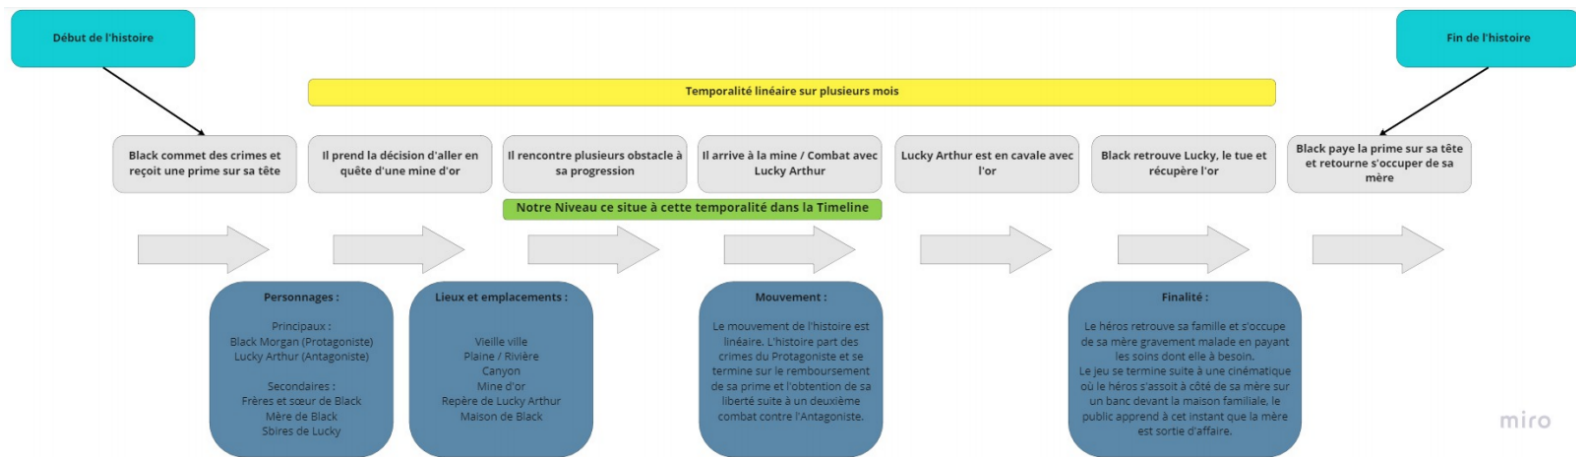 Début de l'histoire
Fin de l'histoire
Temporalité linéaire sur plusieurs mois
Black commet des crimes et
reçoit une prime sur sa tête
Il prend la décision d'aller en
quête d'une mine d'or
Il rencontre plusieurs obstacle à
sa progression
Il arrive à la mine / Combat avec
Lucky Arthur
Lucky Arthur est en cavale avec
l'or
Black retrouve Lucky, le tue et
récupère l'or
Black paye la prime sur sa tête
et retourne s'occuper de sa
mère
Notre Niveau ce situe à cette temporalité dans la Timeline
Personnages :
Principaux :
Black Morgan (Protagoniste)
Lucky Arthur (Antagoniste)
Secondaires :
Frères et sœur de Black
Mère de Black
Sbires de Lucky
Lieux et emplacements :
Vieille ville
Plaine / Rivière
Canyon
Mine d'or
Repère de Lucky Arthur
Maison de Black
Mouvement :
Le mouvement de l'histoire est
linéaire. L'histoire part des
crimes du Protagoniste et se
termine sur le remboursement
de sa prime et l'obtention de sa
liberté suite à un deuxième
combat contre l'Antagoniste.
Finalité :
Le héros retrouve sa famille et s'occupe
de sa mère gravement malade en payant
les soins dont elle à besoin.
Le jeu se termine suite à une cinématique
où le héros s'assoit à côté de sa mère sur
un banc devant la maison familiale, le
public apprend à cet instant que la mère
est sortie d'affaire.
miro